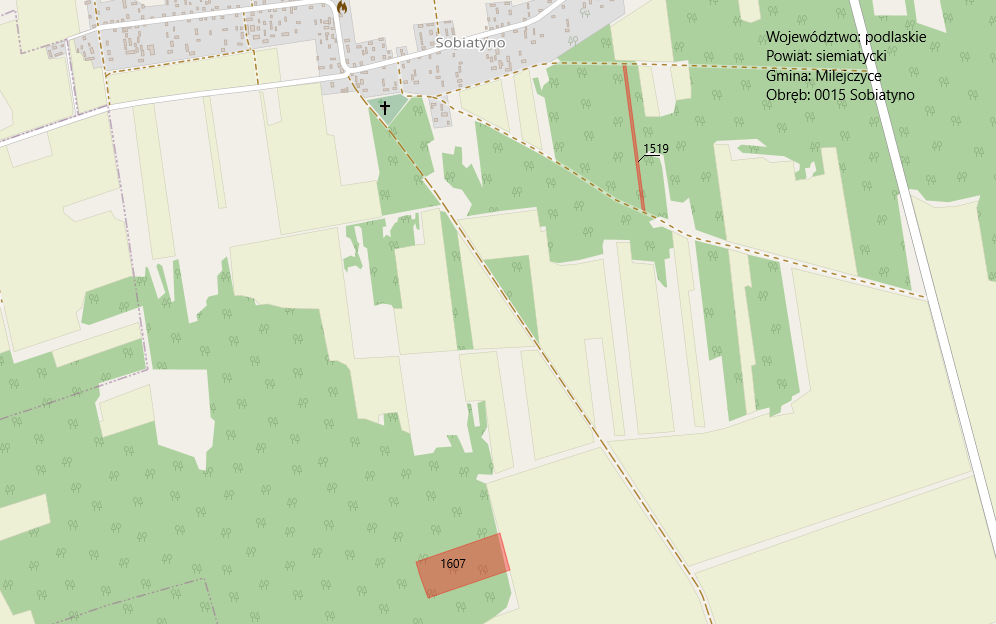 Województwo: podlaskie
Sobiatyno
Powiat: siemiatycki
Gmina: Milejczyce
Obręb: 0015 Sobiatyno
1519
1607